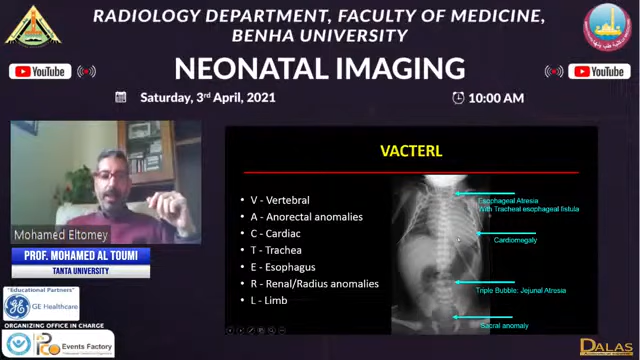 RADIOLOGY DEPARTMENT, FACULTY OF MEDICINE,
BENHA UNIVERSITY
YouTube
NEONATAL IMAGING
YouTube
Saturday, 3rd April, 2021
10:00 AM
Mohamed Eltomey
PROF. MOHAMED AL TOUMI
TANTA UNIVERSITY
"Educational Partners"
GE Healthcare
ORGANIZING OFFICE IN CHARGE
Events Factory
VACTERL
• V - Vertebral
• A - Anorectal anomalies
• C - Cardiac
• T - Trachea
• E - Esophagus
• R - Renal/Radius anomalies
• L - Limb
Esophageal Atresia
With Tracheal esophageal fistula
Cardiomegaly
Triple Bubble: Jejunal Atresia
Sacral anomaly
DALAS